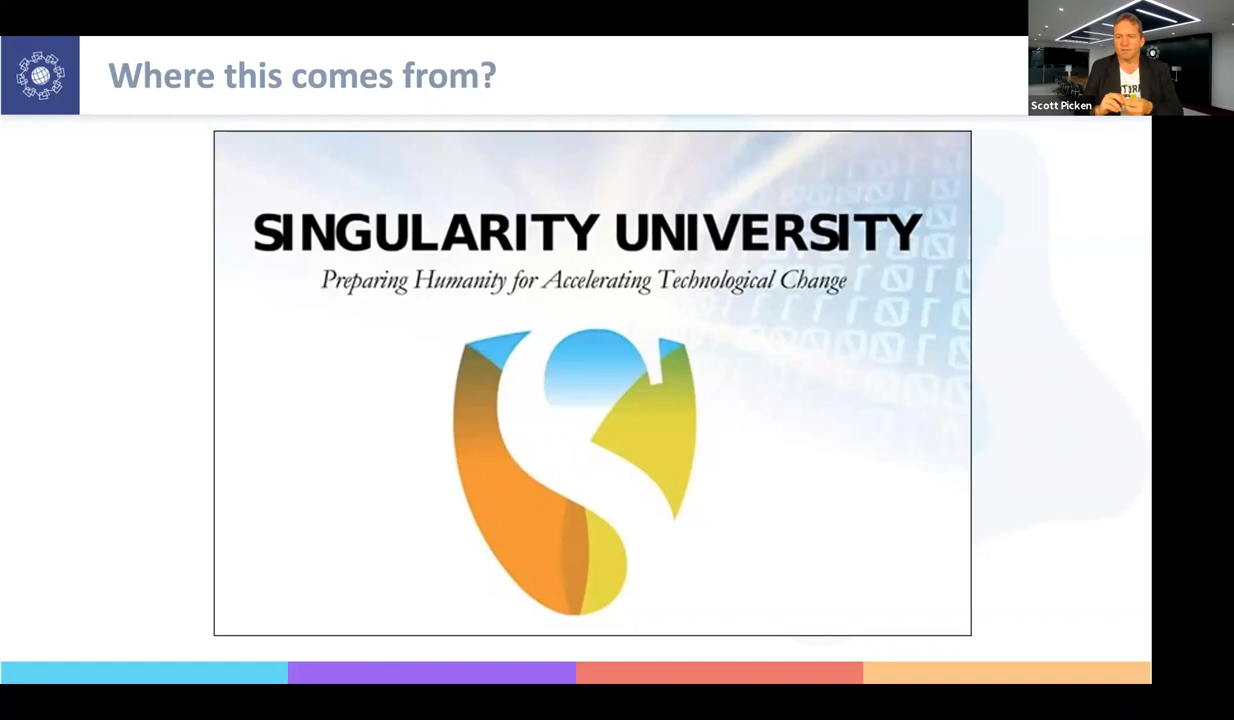 Where this comes from?
Scott Picken
SINGULARITY UNIVERSITY
Preparing Humanity for Accelerating Technological Change